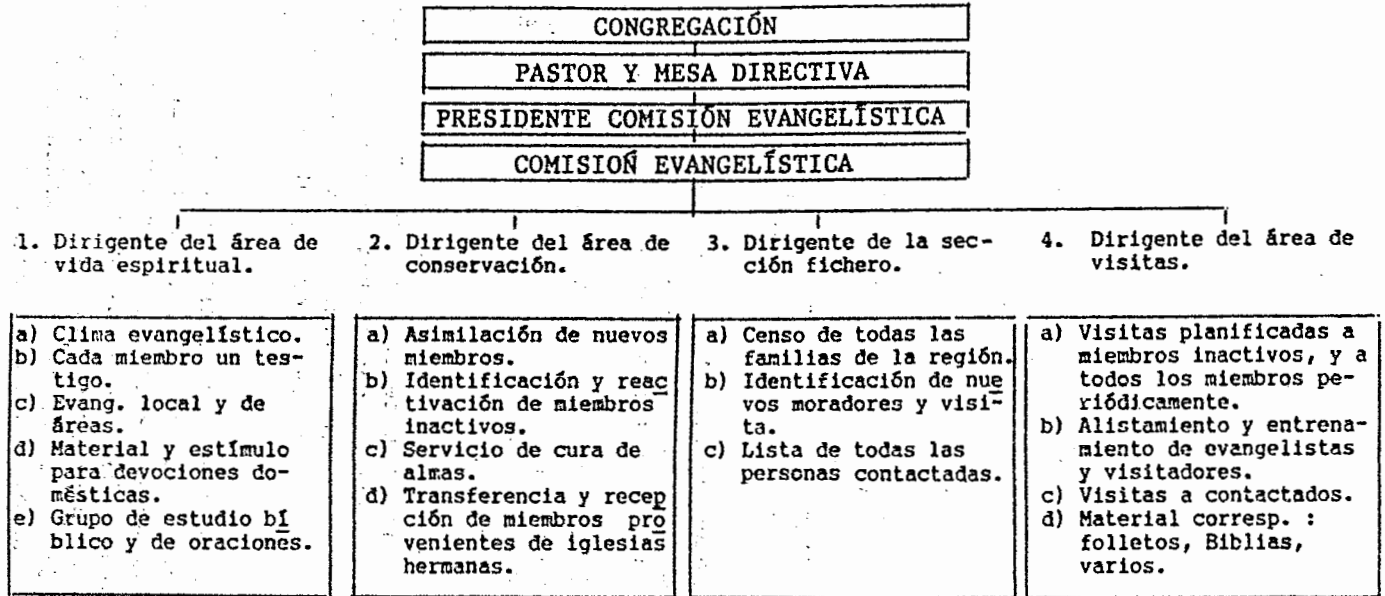 CONGREGACIÓN
PASTOR Y MESA DIRECTIVA
PRESIDENTE COMISIÓN EVANGELÍSTICA
COMISIOŃ EVANGELÍSTICA
1. Dirigente del área de
vida espiritual.
a) Clima evangelístico.
b) Cada miembro un tes-
tigo.
c) Evang. local y de
áreas.
d) Material y estímulo
para devociones do-
mésticas.
e) Grupo de estudio bí
blico y de oraciones.
2. Dirigente del área de
conservación.
a) Asimilación de nuevos
miembros.
b) Identificación y reac
tivación de miembros
inactivos.
c) Servicio de cura de
almas.
d) Transferencia y recep
ción de miembros pro
venientes de iglesias
hermanas.
3. Dirigente de la sec-
ción fichero.
a) Censo de todas las
familias de la región.
b) Identificación de nue
vos moradores y visi-
ta.
c) Lista de todas las
personas contactadas.
4. Dirigente del área de
visitas.
a) Visitas planificadas a
miembros inactivos, y a
todos los miembros pe-
riódicamente.
b) Alistamiento y entrena-
miento de evangelistas
y visitadores.
c) Visitas a contactados.
d) Material corresp. :
folletos, Biblias,
varios.